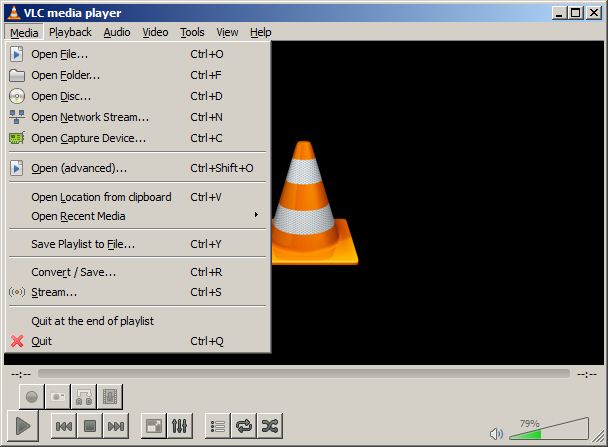 VLC media player
Media Playback Audio Video Tools View Help
Open File... Ctrl+O
Open Folder... Ctrl+F
Open Disc... Ctrl+D
Open Network Stream... Ctrl+N
Open Capture Device... Ctrl+C
Open (advanced)... Ctrl+Shift+O
Open Location from clipboard Ctrl+V
Open Recent Media
Save Playlist to File... Ctrl+Y
Convert / Save... Ctrl+R
Stream... Ctrl+S
Quit at the end of playlist
Quit Ctrl+Q
--:-- --:--
79%